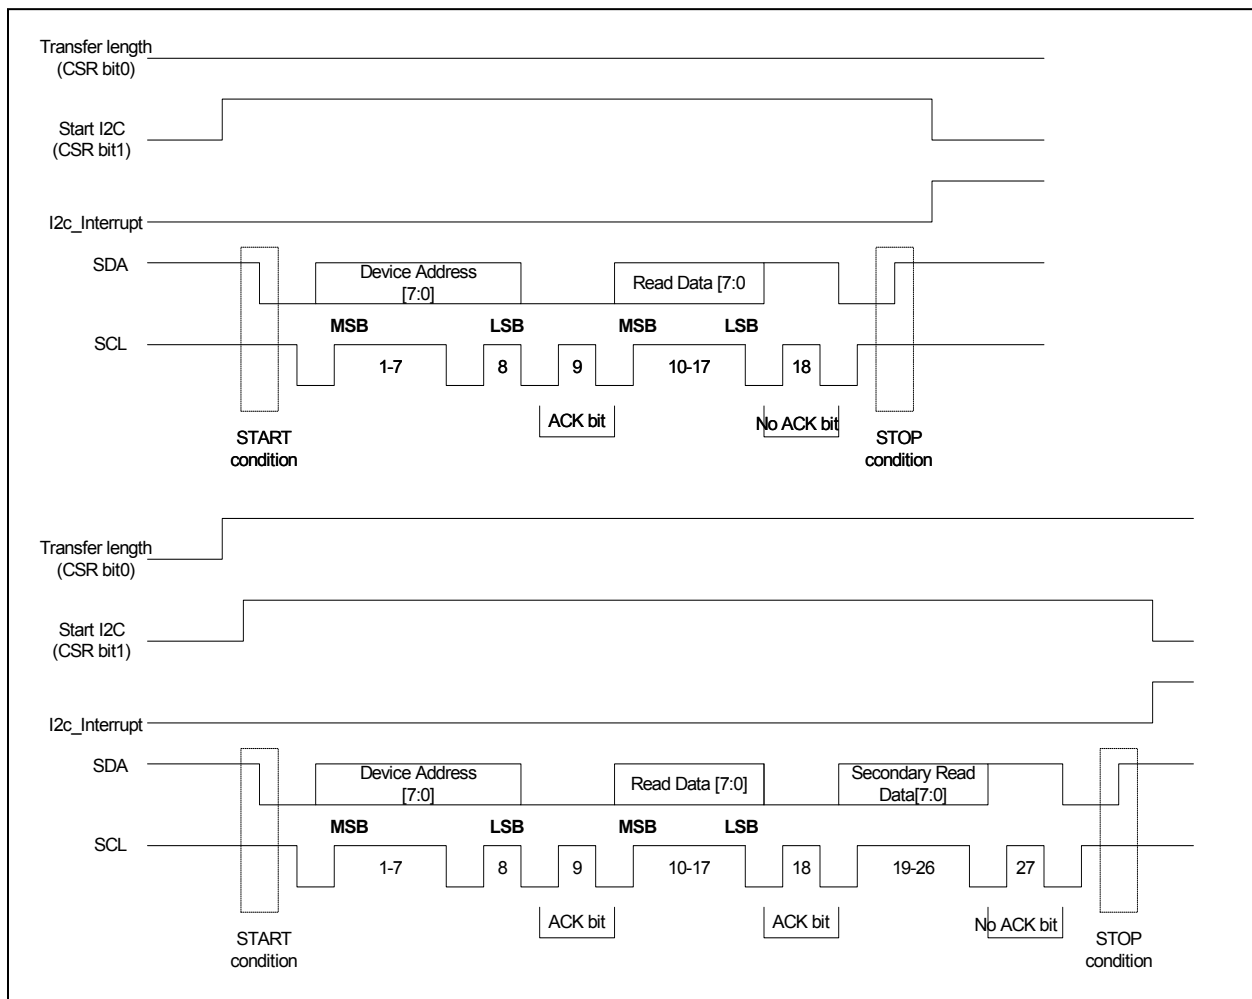 Transfer length
(CSR bit0)
Start I2C
(CSR bit1)
I2c_Interrupt
SDA
Device Address
[7:0]
Read Data [7:0
MSB LSB MSB LSB
SCL
1-7 8 9 10-17 18
ACK bit No ACK bit
START
condition
STOP
condition
Transfer length
(CSR bit0)
Start I2C
(CSR bit1)
I2c_Interrupt
SDA
Device Address
[7:0]
Read Data [7:0]
Secondary Read
Data[7:0]
MSB LSB MSB LSB
SCL
1-7 8 9 10-17 18 19-26 27
ACK bit ACK bit No ACK bit
START
condition
STOP
condition